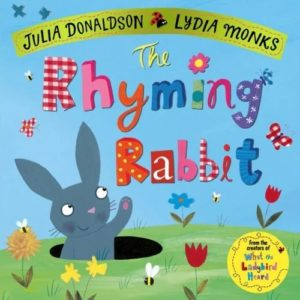 JULIA DONALDSON LYDIA MONKS
The
Rhyming
Rabbit
from the
creators of
What the
Ladybird
Heard